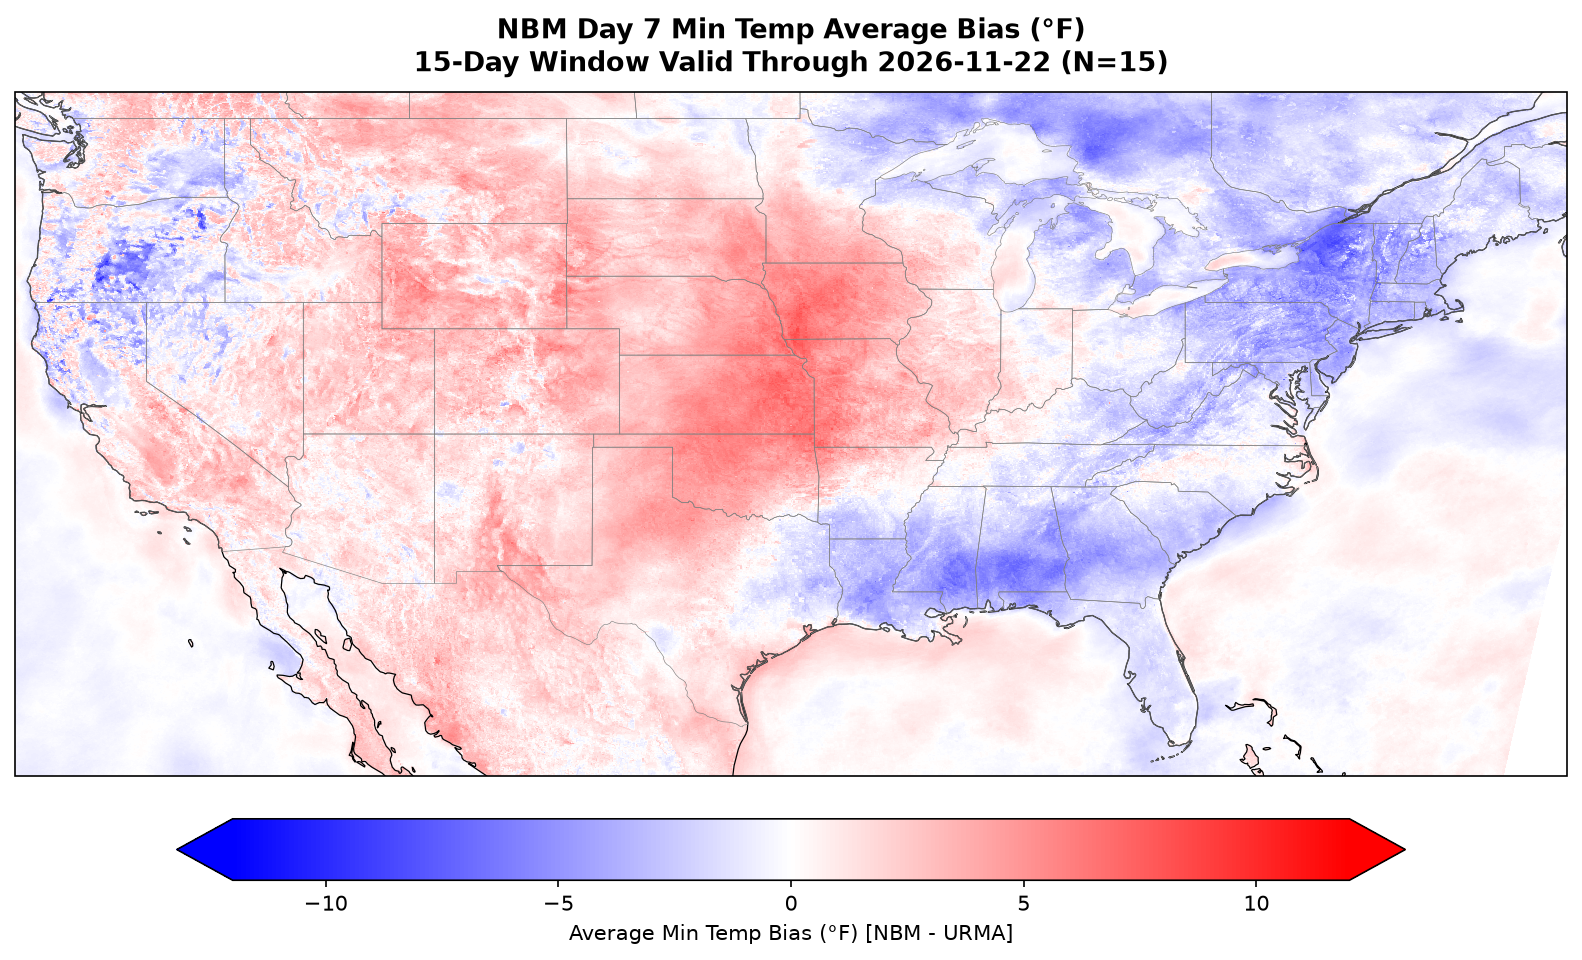 NBM Day 7 Min Temp Average Bias (°F)
15-Day Window Valid Through 2026-11-22 (N=15)
−10 −5 0 5 10
Average Min Temp Bias (°F) [NBM - URMA]